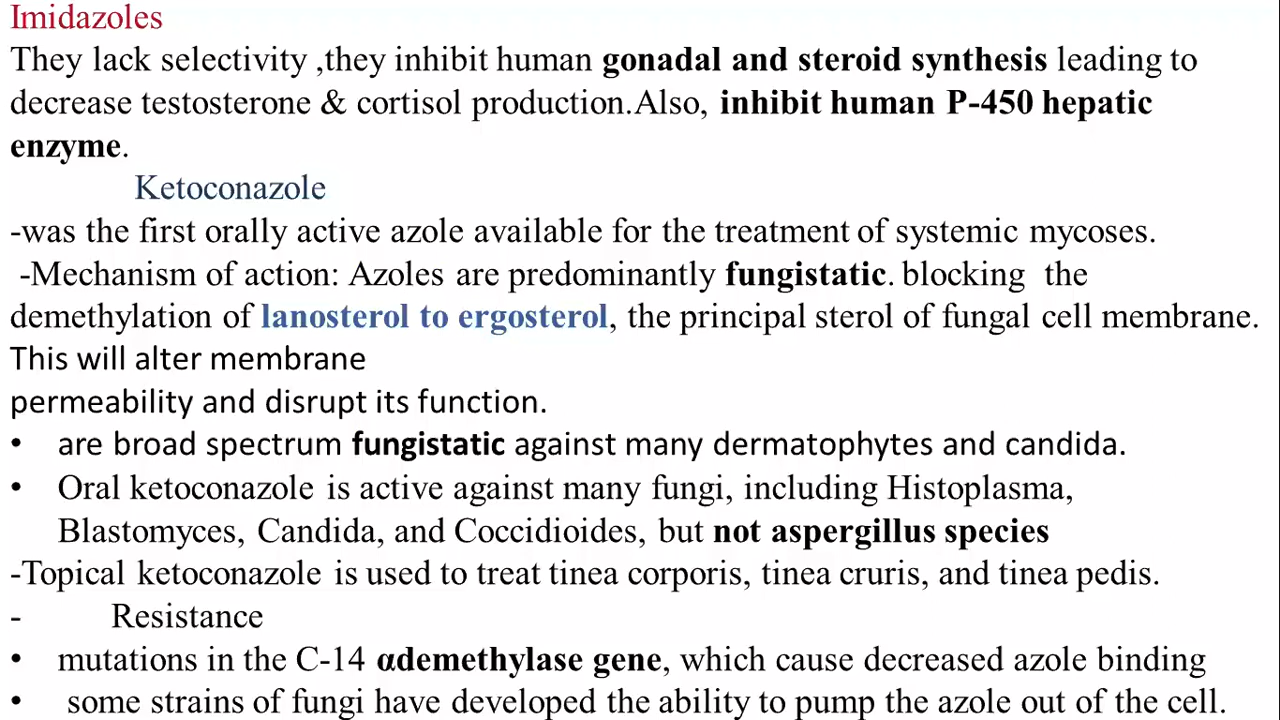 Imidazoles
They lack selectivity ,they inhibit human gonadal and steroid synthesis leading to
decrease testosterone & cortisol production.Also, inhibit human P-450 hepatic
enzyme.
Ketoconazole
-was the first orally active azole available for the treatment of systemic mycoses.
-Mechanism of action: Azoles are predominantly fungistatic. blocking the
demethylation of lanosterol to ergosterol, the principal sterol of fungal cell membrane.
This will alter membrane
permeability and disrupt its function.
• are broad spectrum fungistatic against many dermatophytes and candida.
• Oral ketoconazole is active against many fungi, including Histoplasma,
Blastomyces, Candida, and Coccidioides, but not aspergillus species
-Topical ketoconazole is used to treat tinea corporis, tinea cruris, and tinea pedis.
- Resistance
• mutations in the C-14 αdemethylase gene, which cause decreased azole binding
• some strains of fungi have developed the ability to pump the azole out of the cell.